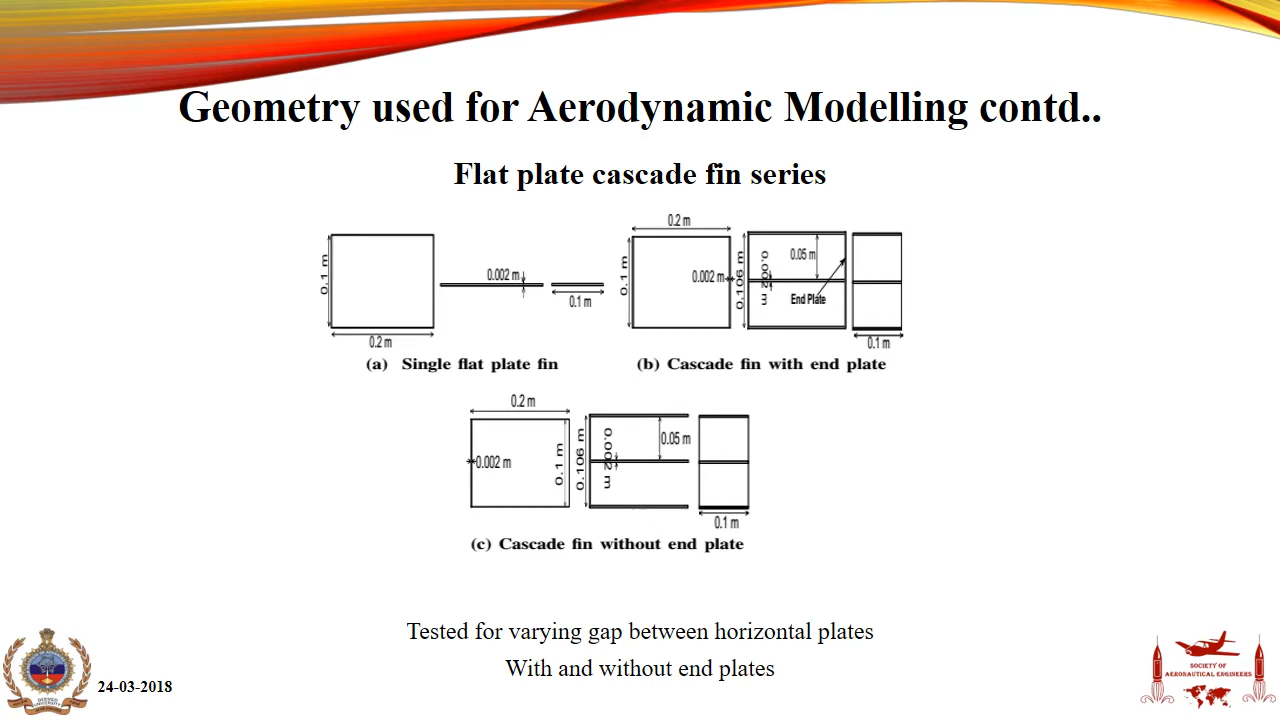 Geometry used for Aerodynamic Modelling contd..
Flat plate cascade fin series
0.1 m
0.2 m
0.002 m
0.1 m
(a) Single flat plate fin
0.2 m
0.1 m
0.002 m
0.106 m
0.002 m
0.05 m
End Plate
0.1 m
(b) Cascade fin with end plate
0.2 m
0.002 m
0.1 m
0.106 m
0.002 m
0.05 m
0.1 m
(c) Cascade fin without end plate
Tested for varying gap between horizontal plates
With and without end plates
24-03-2018
SOCIETY OF
AERONAUTICAL ENGINEERS